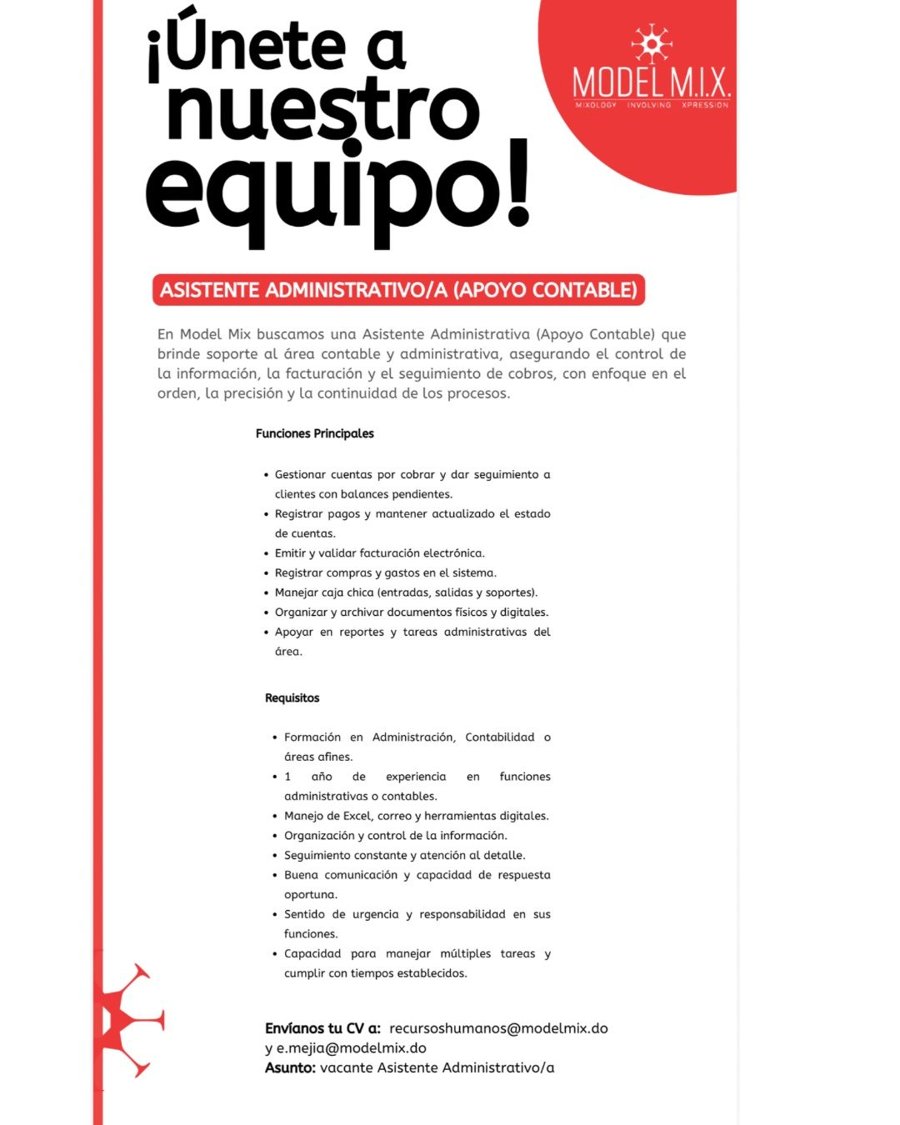 ¡Únete a
nuestro
equipo!
MODEL M.I.X.
MIXOLOGY INVOLVING XPRESSION
ASISTENTE ADMINISTRATIVO/A (APOYO CONTABLE)
En Model Mix buscamos una Asistente Administrativa (Apoyo Contable) que
brinde soporte al área contable y administrativa, asegurando el control de
la información, la facturación y el seguimiento de cobros, con enfoque en el
orden, la precisión y la continuidad de los procesos.
Funciones Principales
• Gestionar cuentas por cobrar y dar seguimiento a
clientes con balances pendientes.
• Registrar pagos y mantener actualizado el estado
de cuentas.
• Emitir y validar facturación electrónica.
• Registrar compras y gastos en el sistema.
• Manejar caja chica (entradas, salidas y soportes).
• Organizar y archivar documentos físicos y digitales.
• Apoyar en reportes y tareas administrativas del
área.
Requisitos
• Formación en Administración, Contabilidad o
áreas afines.
• 1 año de experiencia en funciones
administrativas o contables.
• Manejo de Excel, correo y herramientas digitales.
• Organización y control de la información.
• Seguimiento constante y atención al detalle.
• Buena comunicación y capacidad de respuesta
oportuna.
• Sentido de urgencia y responsabilidad en sus
funciones.
• Capacidad para manejar múltiples tareas y
cumplir con tiempos establecidos.
Envíanos tu CV a: recursoshumanos@modelmix.do
y e.mejia@modelmix.do
Asunto: vacante Asistente Administrativo/a